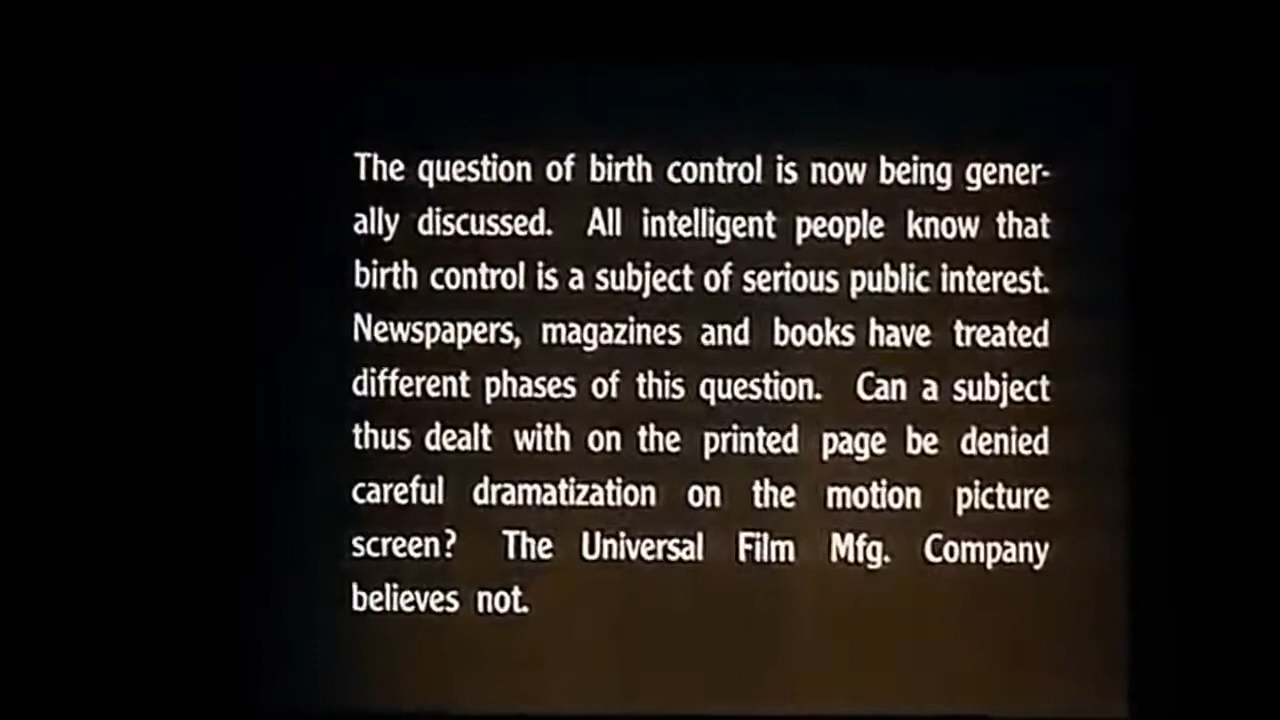 The question of birth control is now being gener-
ally discussed. All intelligent people know that
birth control is a subject of serious public interest.
Newspapers, magazines and books have treated
different phases of this question. Can a subject
thus dealt with on the printed page be denied
careful dramatization on the motion picture
screen? The Universal Film Mfg. Company
believes not.